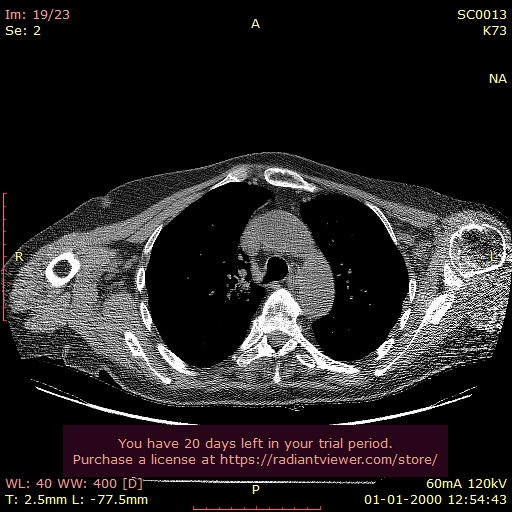 Im: 19/23
Se: 2
A
SC0013
K73
NA
R
L
You have 20 days left in your trial period.
Purchase a license at https://radiantviewer.com/store/
WL: 40 WW: 400 [D]
T: 2.5mm L: -77.5mm
P
60mA 120kV
01-01-2000 12:54:43